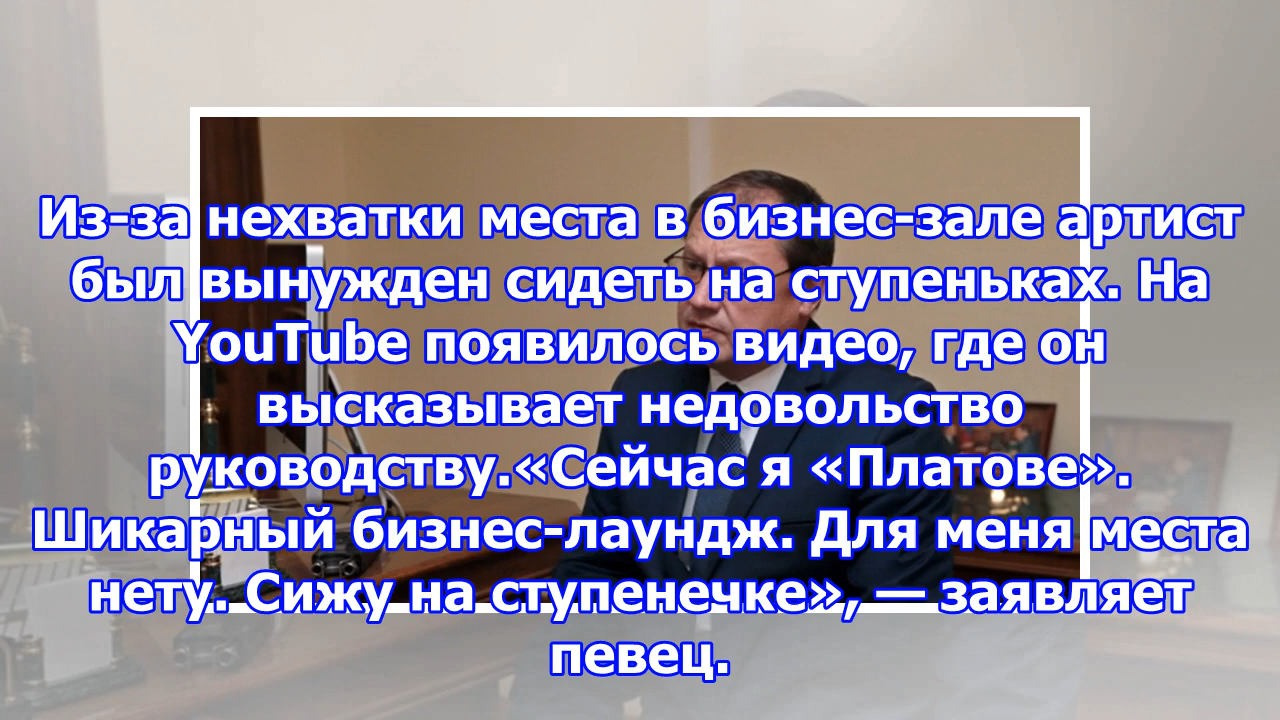 Из-за нехватки места в бизнес-зале артист
был вынужден сидеть на ступеньках. На
YouTube появилось видео, где он
высказывает недовольство
руководству.«Сейчас я «Платове».
Шикарный бизнес-лаундж. Для меня места
нету. Сижу на ступенечке», — заявляет
певец.